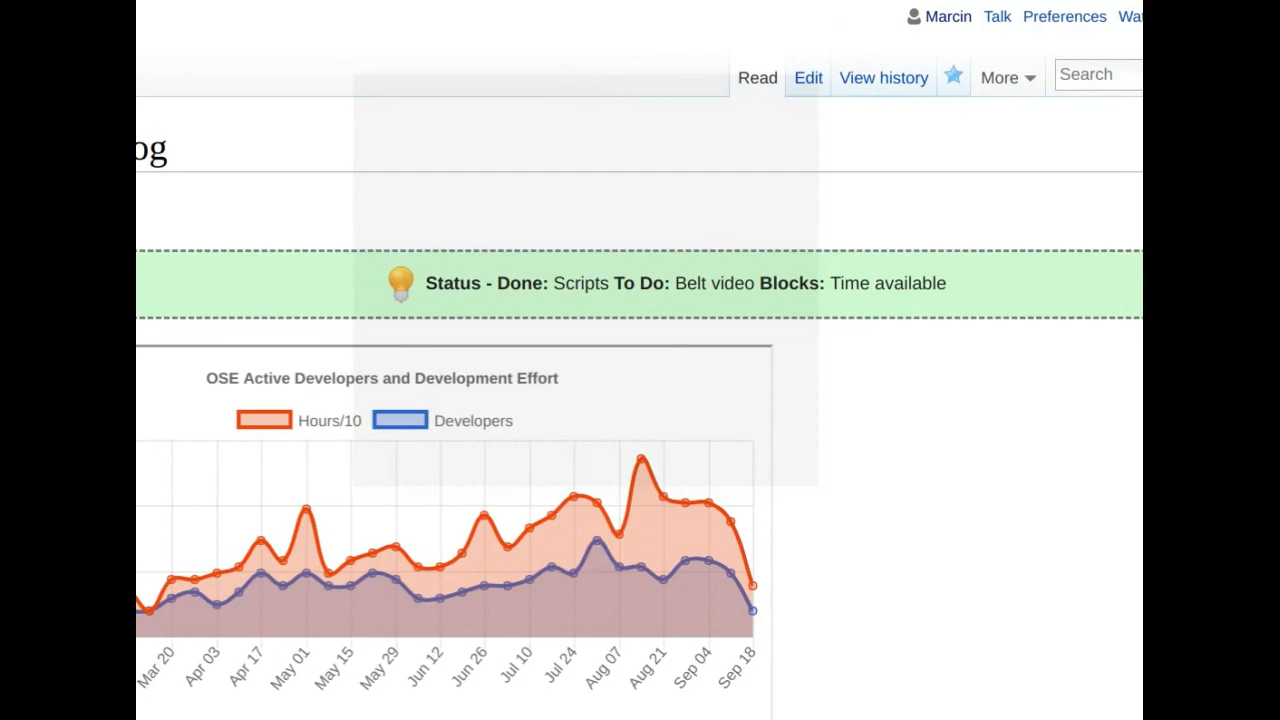 Marcin Talk Preferences
Read Edit View history More Search
og
Status - Done: Scripts To Do: Belt video Blocks: Time available
OSE Active Developers and Development Effort
Hours/10 Developers
Mar 20 Apr 03 Apr 17 May 01 May 15 May 29 Jun 12 Jun 26 Jul 10 Jul 24 Aug 07 Aug 21 Sep 04 Sep 18